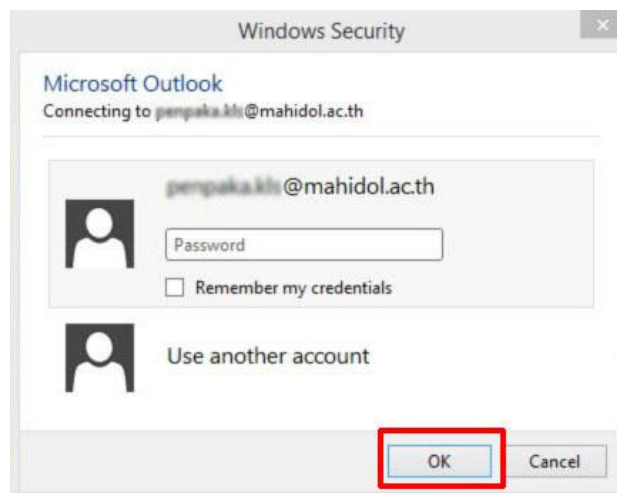 Windows Security
Microsoft Outlook
Connecting to @mahidol.ac.th
@mahidol.ac.th
Password
Remember my credentials
Use another account
OK
Cancel